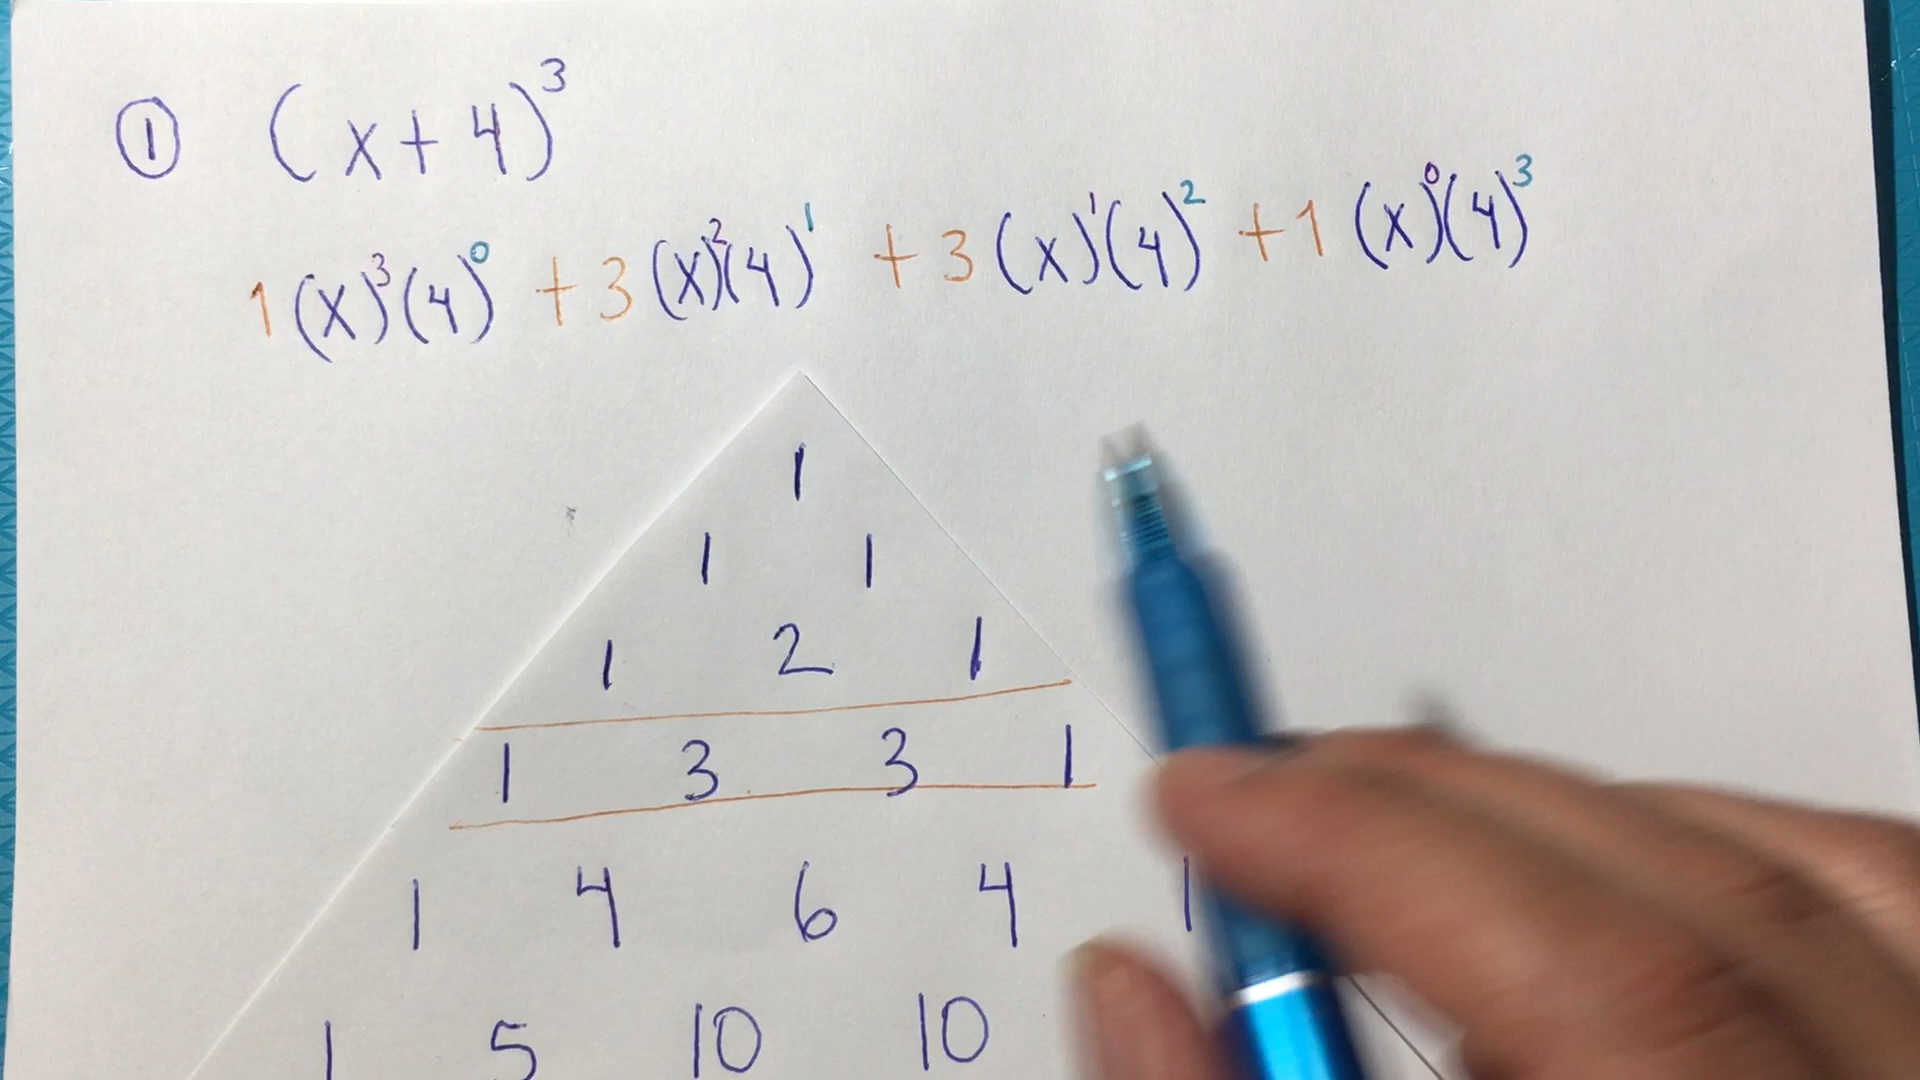 ① (x+4)³
1(x)³(4)⁰ + 3(x)²(4)¹ + 3(x)¹(4)² + 1(x)⁰(4)³
1
1 1
1 2 1
1 3 3 1
1 4 6 4 1
1 5 10 10